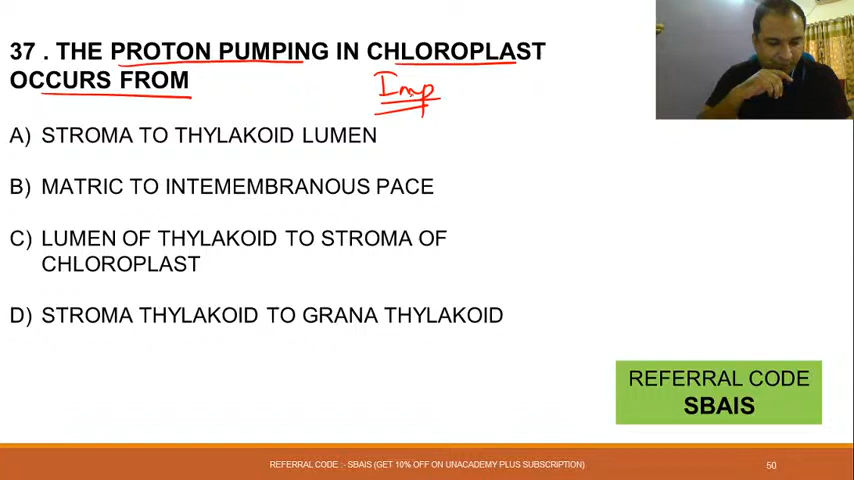 37 . THE PROTON PUMPING IN CHLOROPLAST
OCCURS FROM
Imp
A) STROMA TO THYLAKOID LUMEN
B) MATRIC TO INTEMEMBRANOUS PACE
C) LUMEN OF THYLAKOID TO STROMA OF
CHLOROPLAST
D) STROMA THYLAKOID TO GRANA THYLAKOID
REFERRAL CODE
SBAIS
REFERRAL CODE :- SBAIS (GET 10% OFF ON UNACADEMY PLUS SUBSCRIPTION)
50